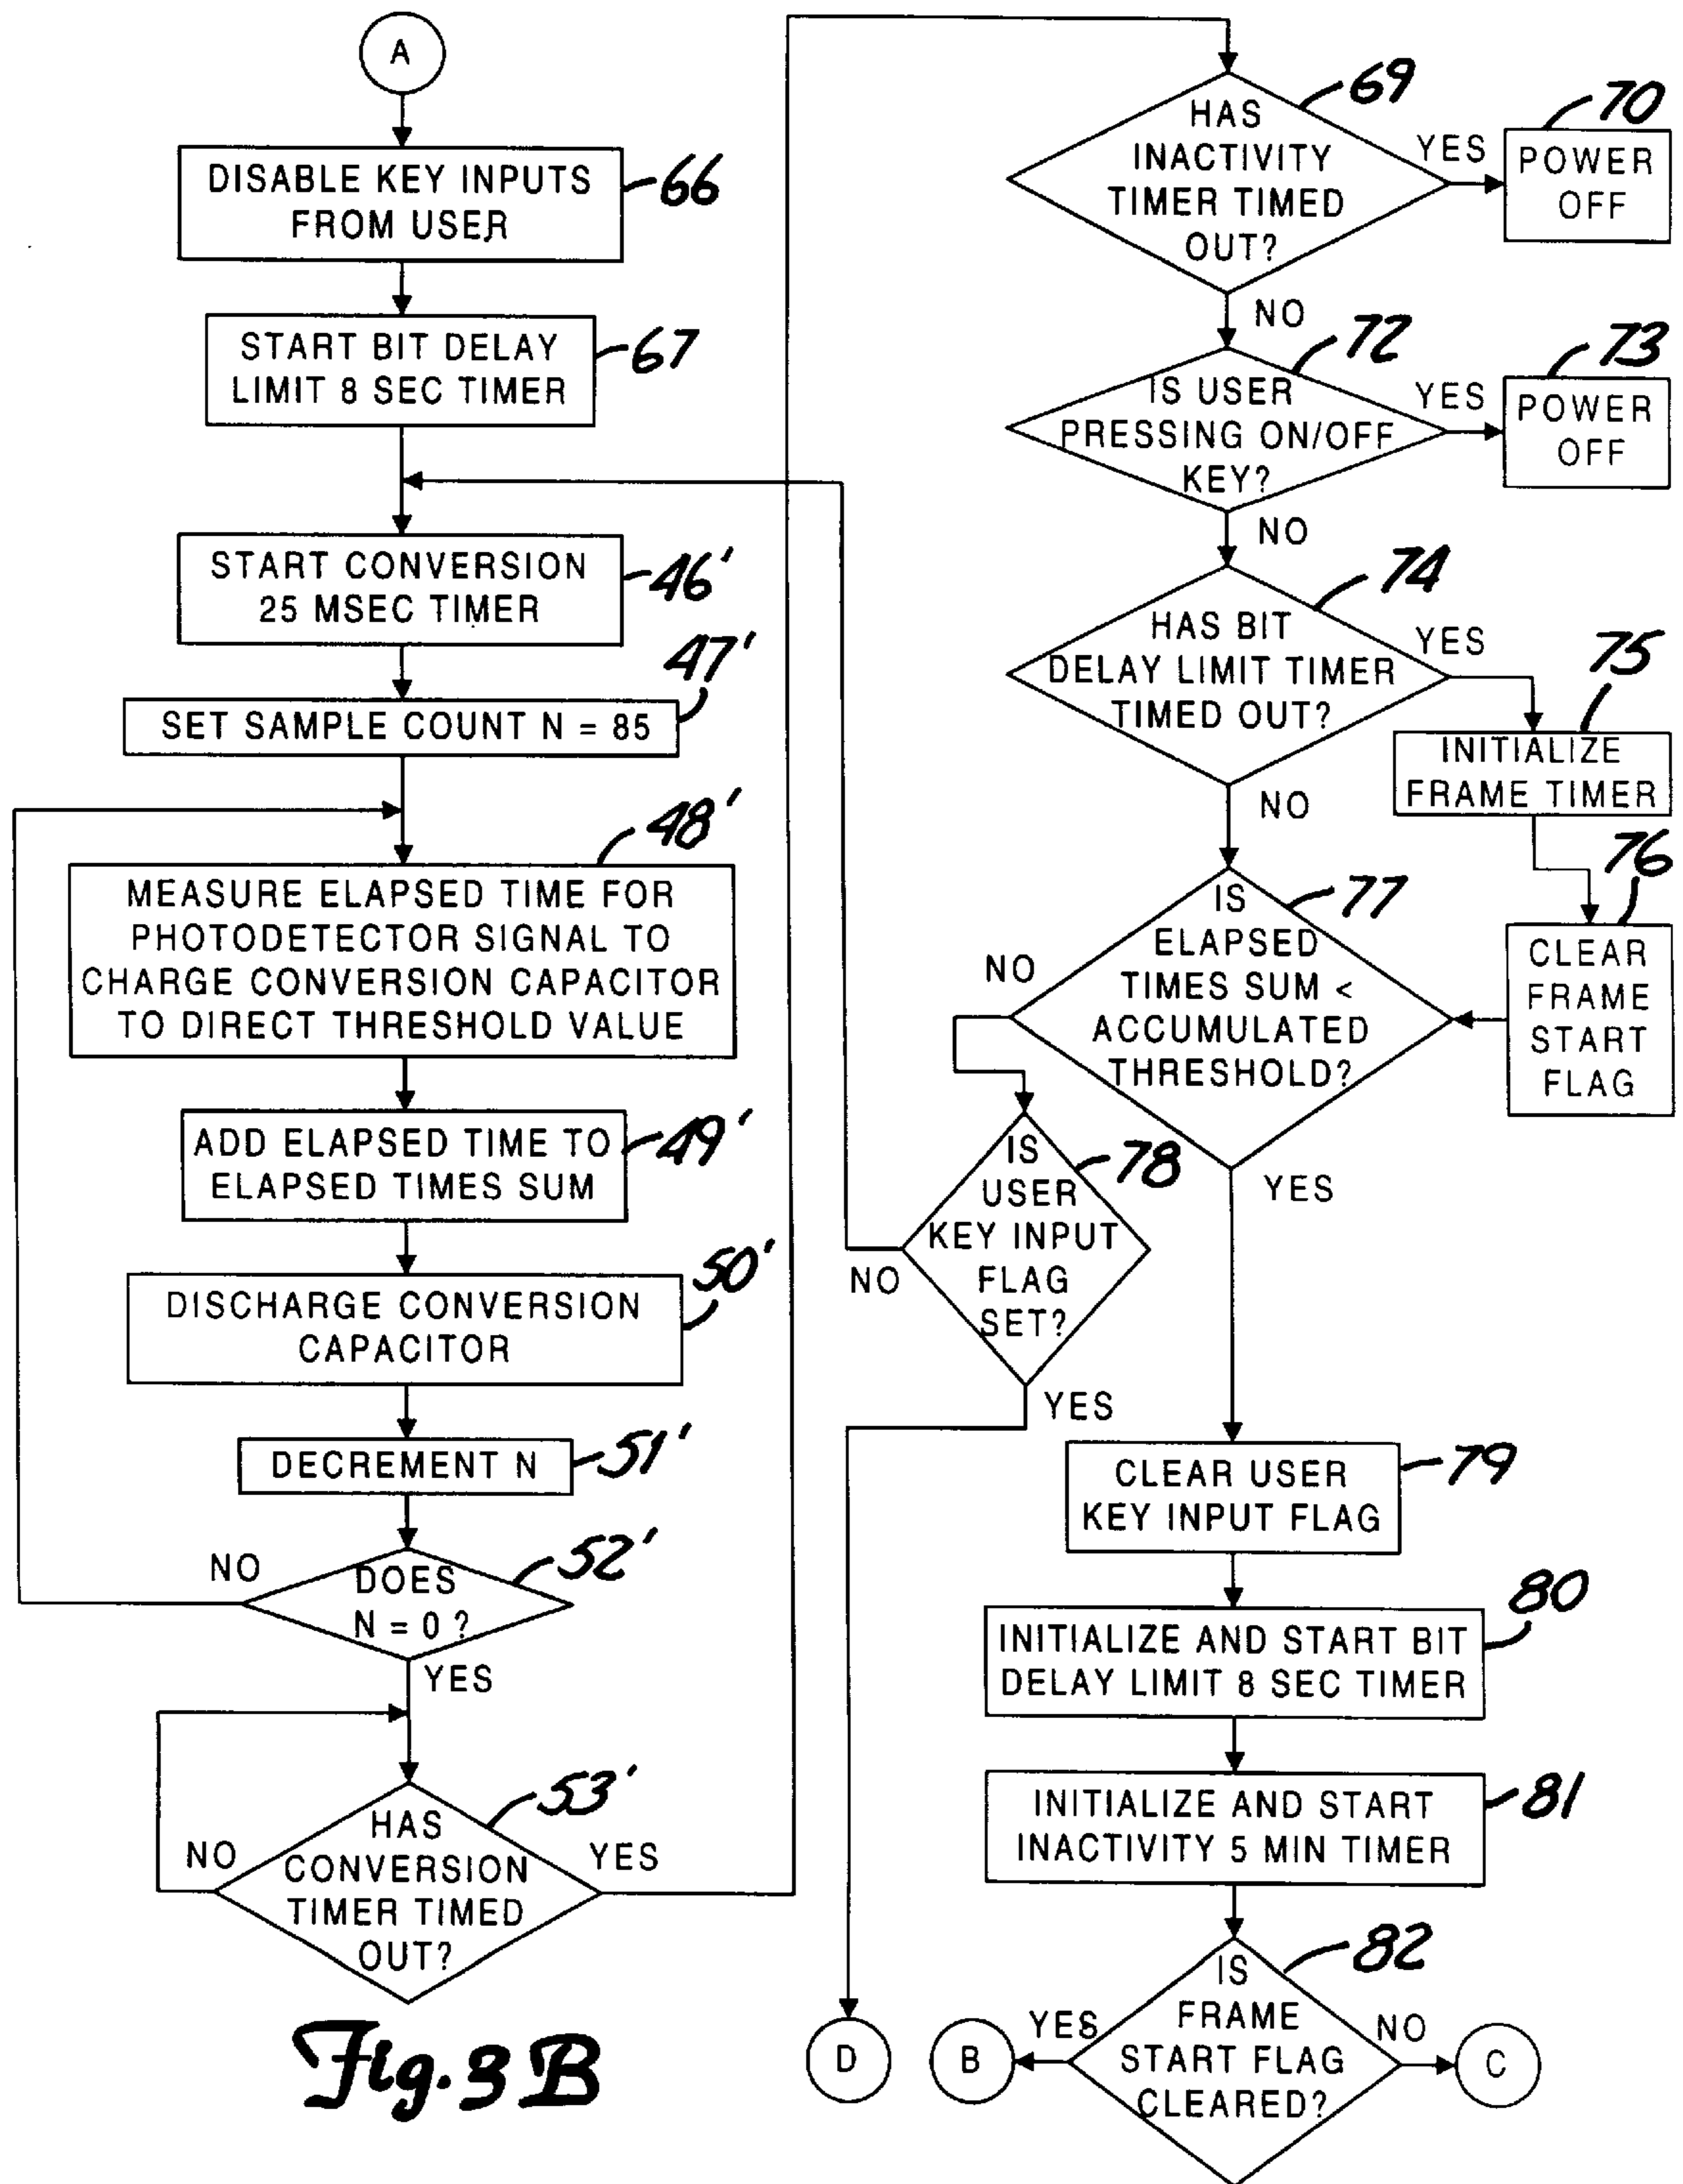 A
DISABLE KEY INPUTS
FROM USER
66
START BIT DELAY
LIMIT 8 SEC TIMER
67
START CONVERSION
25 MSEC TIMER
46'
47'
SET SAMPLE COUNT N = 85
48'
MEASURE ELAPSED TIME FOR
PHOTODETECTOR SIGNAL TO
CHARGE CONVERSION CAPACITOR
TO DIRECT THRESHOLD VALUE
ADD ELAPSED TIME TO
ELAPSED TIMES SUM
49'
50'
DISCHARGE CONVERSION
CAPACITOR
DECREMENT N
51'
52'
NO
DOES
N = 0 ?
YES
53'
HAS
CONVERSION
TIMER TIMED
OUT?
NO
YES
69
HAS
INACTIVITY
TIMER TIMED
OUT?
YES
70
POWER
OFF
NO
72
IS USER
PRESSING ON/OFF
KEY?
YES
73
POWER
OFF
NO
74
HAS BIT
DELAY LIMIT TIMER
TIMED OUT?
YES
75
INITIALIZE
FRAME TIMER
NO
76
CLEAR
FRAME
START
FLAG
77
IS
ELAPSED
TIMES SUM <
ACCUMULATED
THRESHOLD?
NO
YES
78
IS
USER
KEY INPUT
FLAG
SET?
NO
YES
CLEAR USER
KEY INPUT FLAG
79
80
INITIALIZE AND START BIT
DELAY LIMIT 8 SEC TIMER
INITIALIZE AND START
INACTIVITY 5 MIN TIMER
81
82
IS
FRAME
START FLAG
CLEARED?
YES
NO
D
B
C
Fig. 3B